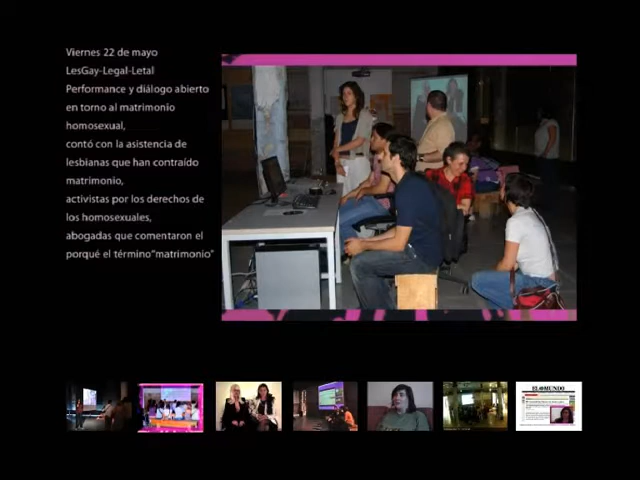 Viernes 22 de mayo
LesGay-Legal-Letal
Performance y diálogo abierto
en torno al matrimonio
homosexual,
contó con la asistencia de
lesbianas que han contraído
matrimonio,
activistas por los derechos de
los homosexuales,
abogadas que comentaron el
porqué el término"matrimonio"
EL MUNDO